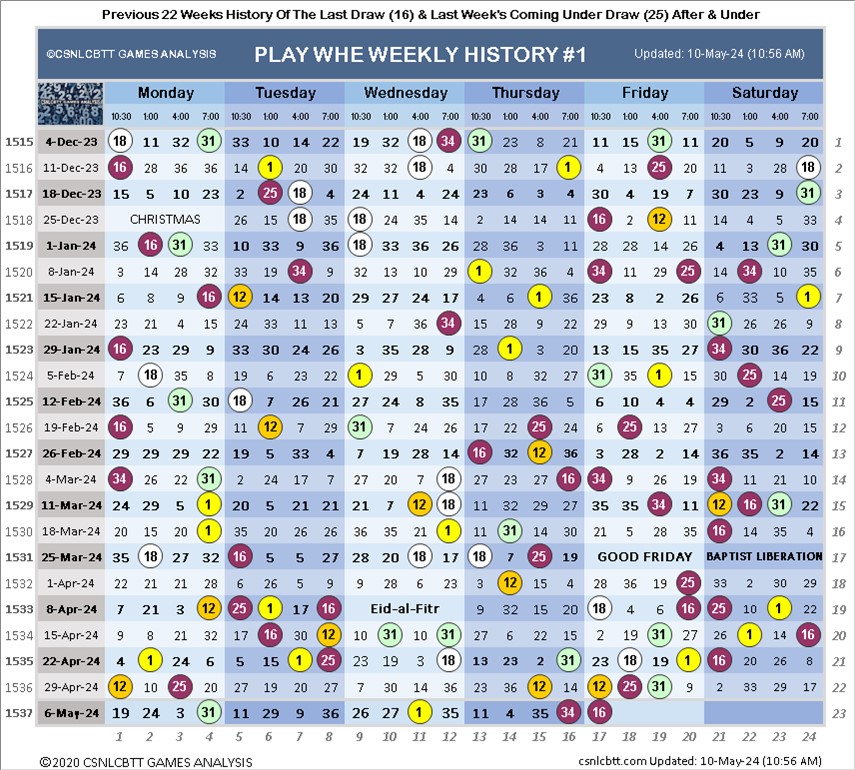 Previous 22 Weeks History Of The Last Draw (16) & Last Week's Coming Under Draw (25) After & Under
©CSNLCBTT GAMES ANALYSIS PLAY WHE WEEKLY HISTORY #1 Updated: 10-May-24 (10:56 AM)
CSNLCBTT GAMES ANALYSIS Monday Tuesday Wednesday Thursday Friday Saturday
10:30 1:00 4:00 7:00 10:30 1:00 4:00 7:00 10:30 1:00 4:00 7:00 10:30 1:00 4:00 7:00 10:30 1:00 4:00 7:00 10:30 1:00 4:00 7:00
1515 4-Dec-23 18 11 32 31 33 10 14 22 19 32 18 34 31 23 8 21 11 15 31 11 20 5 9 20 1
1516 11-Dec-23 16 28 36 36 14 1 20 30 32 32 18 4 30 28 17 1 4 19 25 20 11 3 28 18 2
1517 18-Dec-23 15 5 10 23 2 25 18 4 24 11 4 24 23 6 3 4 30 4 19 7 30 23 9 31 3
1518 25-Dec-23 CHRISTMAS 26 15 18 35 18 24 35 14 2 14 14 11 16 2 12 4 14 4 5 33 4
1519 1-Jan-24 36 16 31 33 10 33 9 36 18 33 36 26 28 36 3 11 28 28 14 26 4 13 31 30 5
1520 8-Jan-24 3 14 28 32 33 19 34 9 32 13 10 29 1 32 36 4 34 11 29 25 22 34 10 35 6
1521 15-Jan-24 6 8 9 16 12 14 13 20 29 27 24 17 4 6 1 36 23 8 2 26 6 33 5 1 7
1522 22-Jan-24 23 21 4 15 24 33 31 11 5 7 36 34 15 28 9 22 29 9 13 30 31 26 26 9 8
1523 29-Jan-24 16 23 29 9 33 30 24 26 3 35 28 9 28 1 3 20 13 15 35 27 34 30 36 22 9
1524 5-Feb-24 7 18 35 35 19 6 23 22 1 29 5 30 10 8 32 27 31 35 1 15 30 25 14 19 10
1525 12-Feb-24 36 6 31 30 18 7 26 21 27 24 8 35 17 28 36 5 6 10 4 4 29 2 25 15 11
1526 19-Feb-24 16 5 9 29 11 12 7 29 31 7 24 26 17 22 25 24 6 25 13 27 3 6 20 15 12
1527 26-Feb-24 29 29 29 22 19 5 33 4 7 19 28 14 16 32 12 36 3 28 2 14 36 35 2 14 13
1528 4-Mar-24 34 26 22 31 2 24 17 7 27 20 7 18 27 23 27 16 34 9 26 19 34 11 21 10 14
1529 11-Mar-24 24 29 5 1 20 5 21 21 21 7 12 18 11 32 27 27 35 35 34 11 12 16 31 22 15
1530 18-Mar-24 20 15 20 1 35 20 26 26 36 35 21 1 11 31 14 30 21 5 28 35 16 14 35 4 16
1531 25-Mar-24 35 18 27 32 16 5 5 27 28 20 18 17 18 7 25 19 GOOD FRIDAY BAPTIST LIBERATION 17
1532 1-Apr-24 22 21 21 28 6 26 5 9 9 28 6 23 3 12 15 4 28 36 19 25 33 2 30 29 18
1533 8-Apr-24 7 21 3 12 25 1 17 16 Eid-al-Fitr 9 32 15 20 18 4 6 16 25 10 1 22 19
1534 15-Apr-24 9 8 21 32 17 16 30 12 10 31 10 31 27 6 22 15 2 19 31 27 22 1 24 16 20
1535 22-Apr-24 4 1 24 6 5 15 1 25 23 19 3 18 13 23 2 31 23 18 19 1 16 20 26 8 21
1536 29-Apr-24 12 10 25 20 27 19 20 27 7 30 14 36 23 36 12 14 12 25 31 9 2 33 29 17 22
1537 6-May-24 19 24 3 31 11 29 9 36 26 27 1 35 11 4 35 34 16 23
1 2 3 4 5 6 7 8 9 10 11 12 13 14 15 16 17 18 19 20 21 22 23 24
©2020 CSNLCBTT GAMES ANALYSIS csnlcbtt.com Updated: 10-May-24 (10:56 AM)